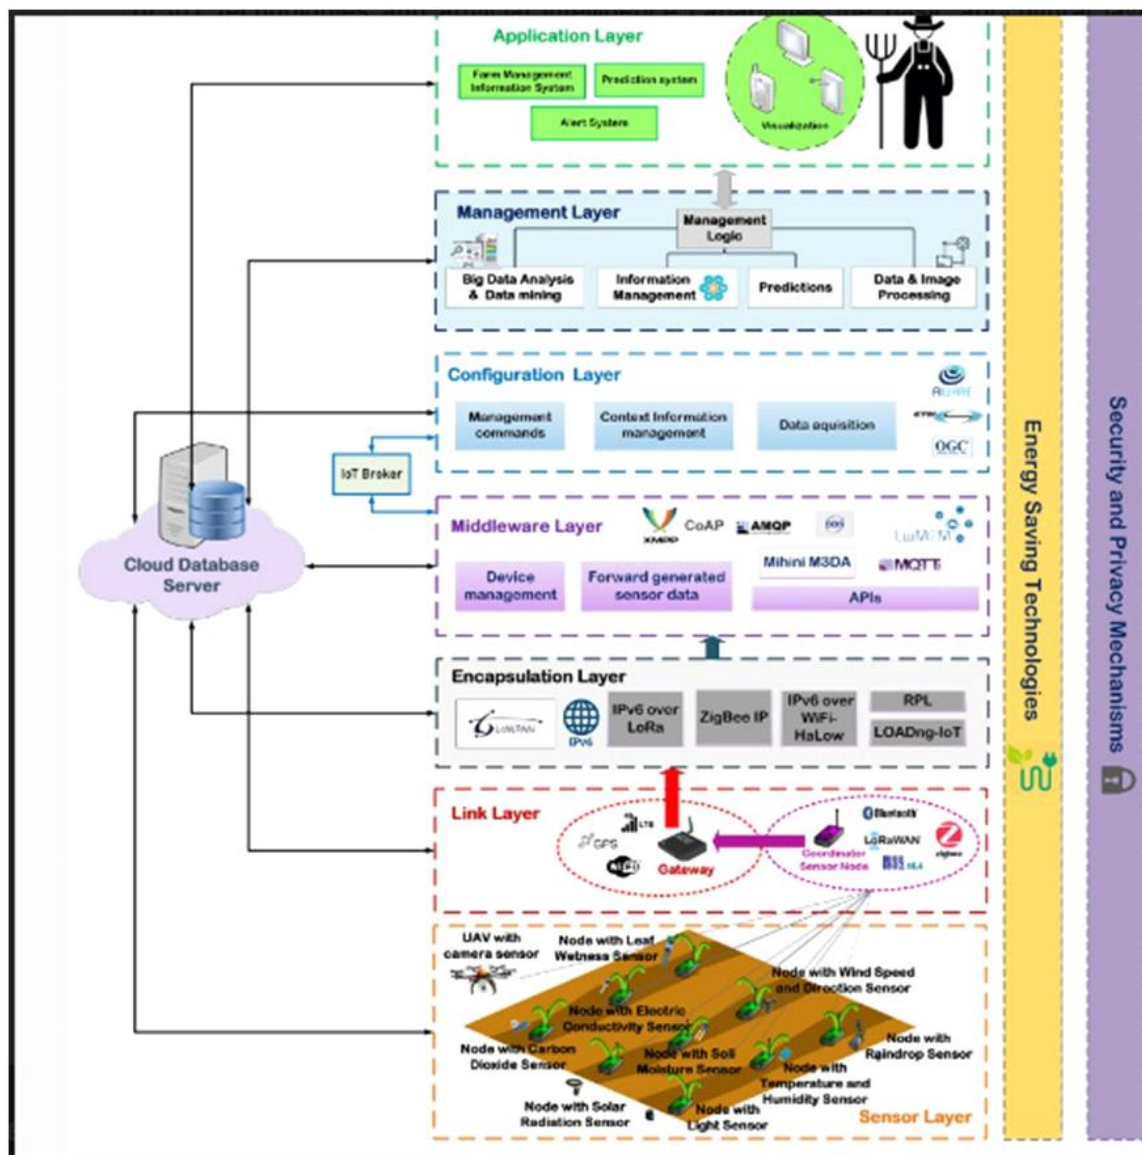 Application Layer
Farm Management
Information System
Prediction system
Alert System
Visualization
Management Layer
Management
Logic
Big Data Analysis
& Data mining
Information
Management
Predictions
Data & Image
Processing
Configuration Layer
Management
commands
Context Information
management
Data aquisition
FIWARE
ETSI
OGC
IoT Broker
Cloud Database
Server
Middleware Layer
XMPP
CoAP
AMQP
LwM2M
Mihini M3DA
MQTT
Device
management
Forward generated
sensor data
APIs
Encapsulation Layer
6LoWPAN
IPv6
IPv6 over
LoRa
ZigBee IP
IPv6 over
WiFi-
HaLow
RPL
LOADng-IoT
Link Layer
LTE
GPS
Gateway
Coordinator
Sensor Node
Bluetooth
LoRaWAN
zigbee
UAV with
camera sensor
Node with Leaf
Wetness Sensor
Node with Wind Speed
and Direction Sensor
Node with Electric
Conductivity Sensor
Node with Carbon
Dioxide Sensor
Node with Soil
Moisture Sensor
Node with
Raindrop Sensor
Node with
Temperature and
Humidity Sensor
Node with Solar
Radiation Sensor
Node with
Light Sensor
Sensor Layer
Energy Saving Technologies
Security and Privacy Mechanisms